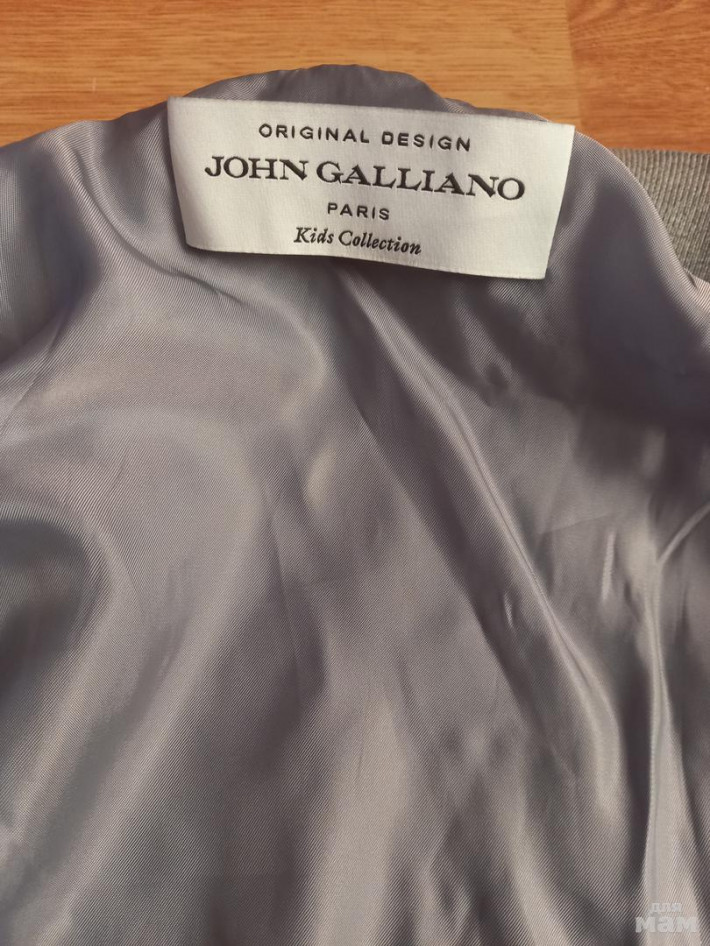 ORIGINAL DESIGN
JOHN GALLIANO
PARIS
Kids Collection
для
мам